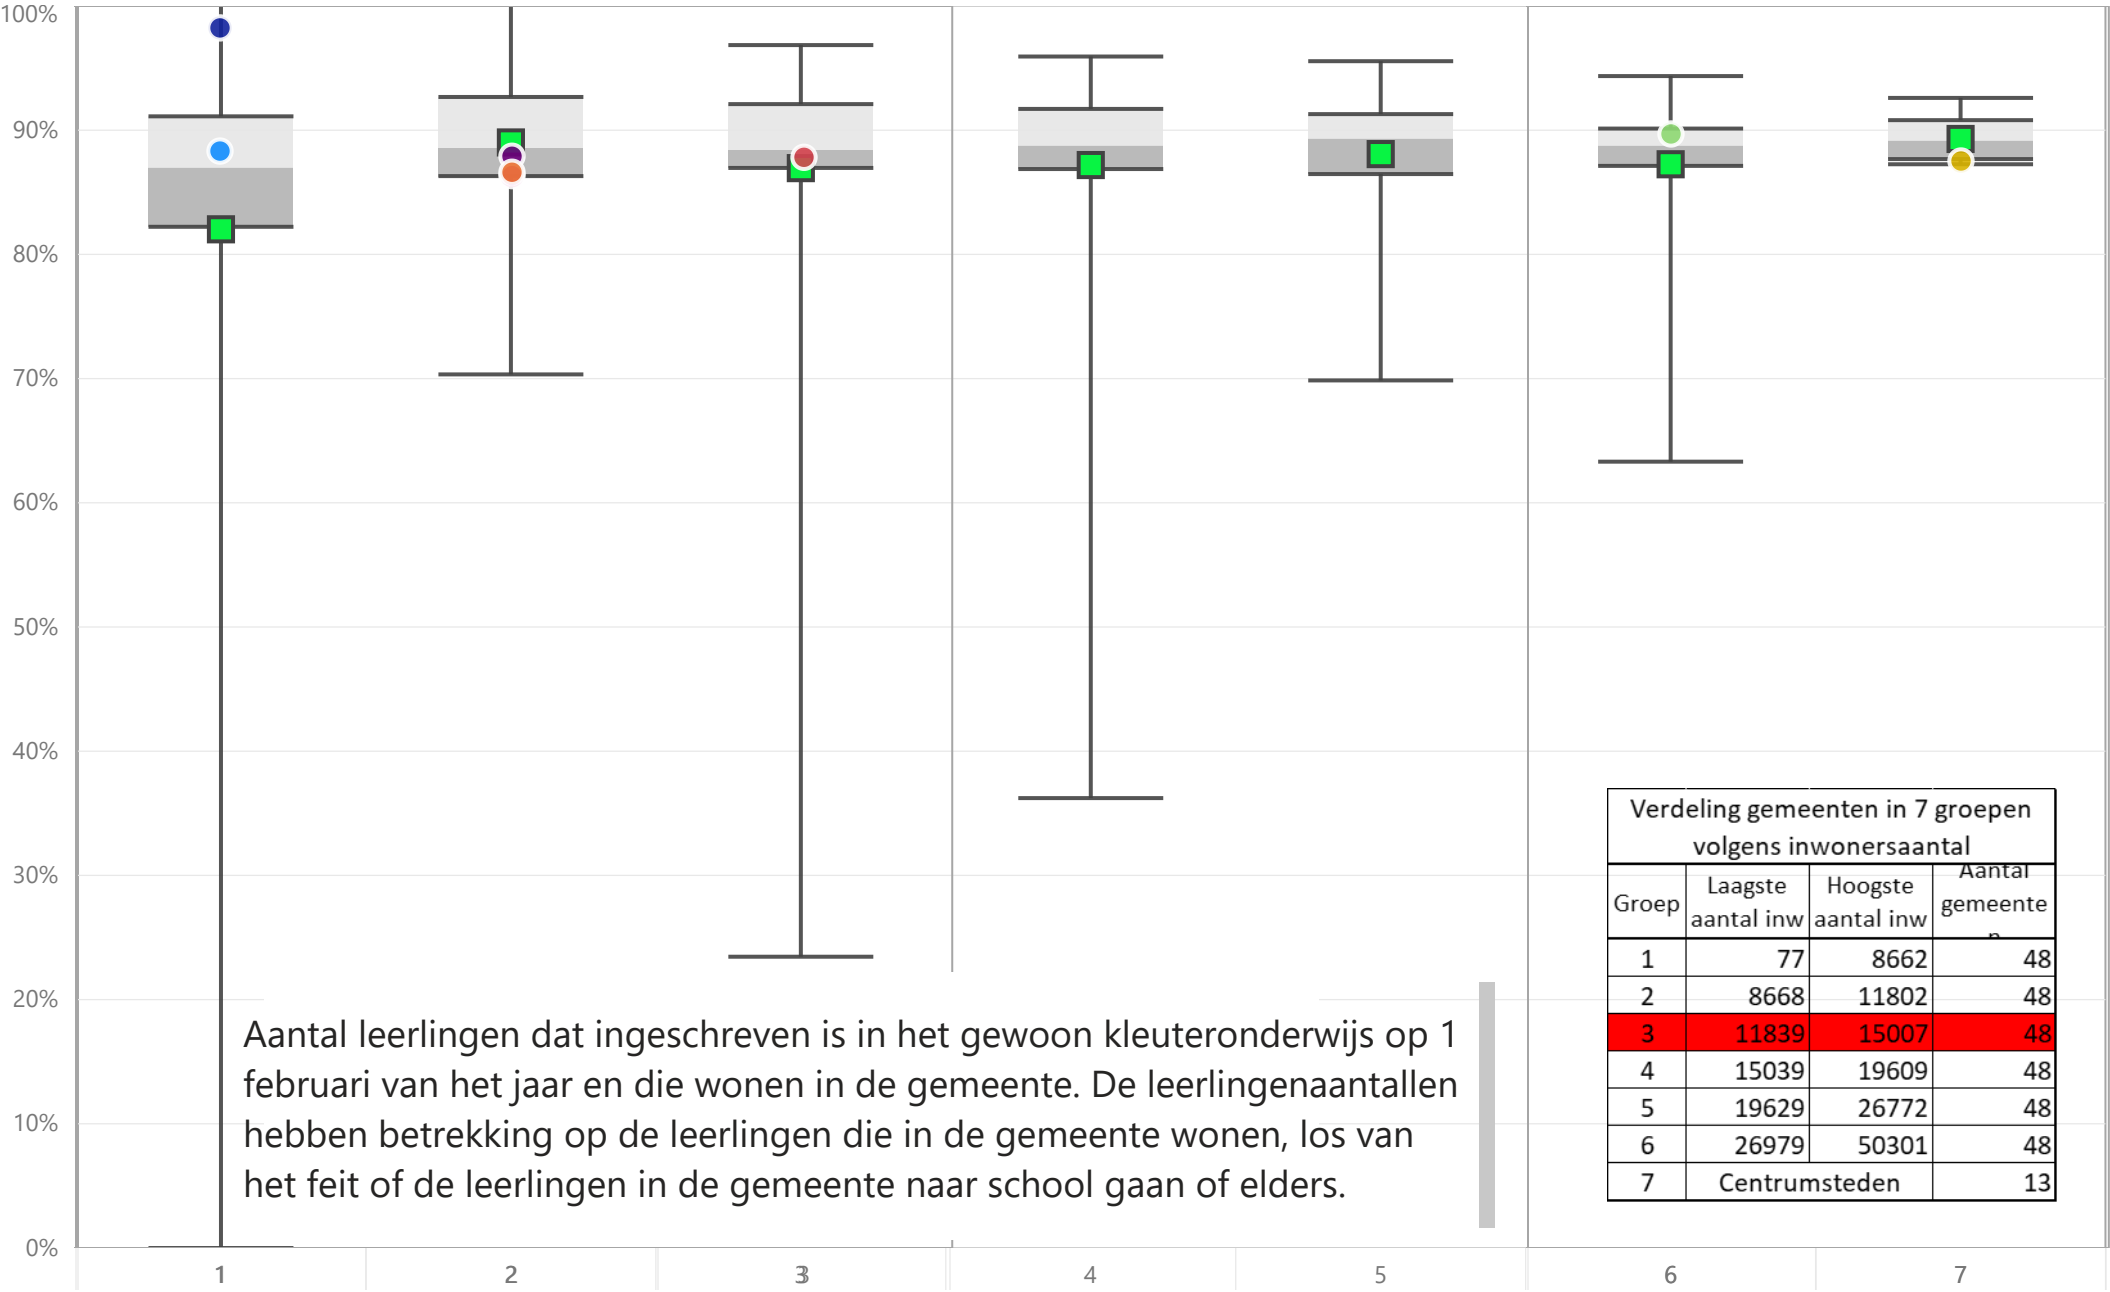 100%
90%
80%
70%
60%
50%
40%
30%
20%
10%
0%
1
2
3
4
5
6
7
Aantal leerlingen dat ingeschreven is in het gewoon kleuteronderwijs op 1
februari van het jaar en die wonen in de gemeente. De leerlingenaantallen
hebben betrekking op de leerlingen die in de gemeente wonen, los van
het feit of de leerlingen in de gemeente naar school gaan of elders.
Verdeling gemeenten in 7 groepen
volgens inwonersaantal
Groep Laagste aantal inw Hoogste aantal inw Aantal gemeenten
1 77 8662 48
2 8668 11802 48
3 11839 15007 48
4 15039 19609 48
5 19629 26772 48
6 26979 50301 48
7 Centrumsteden 13